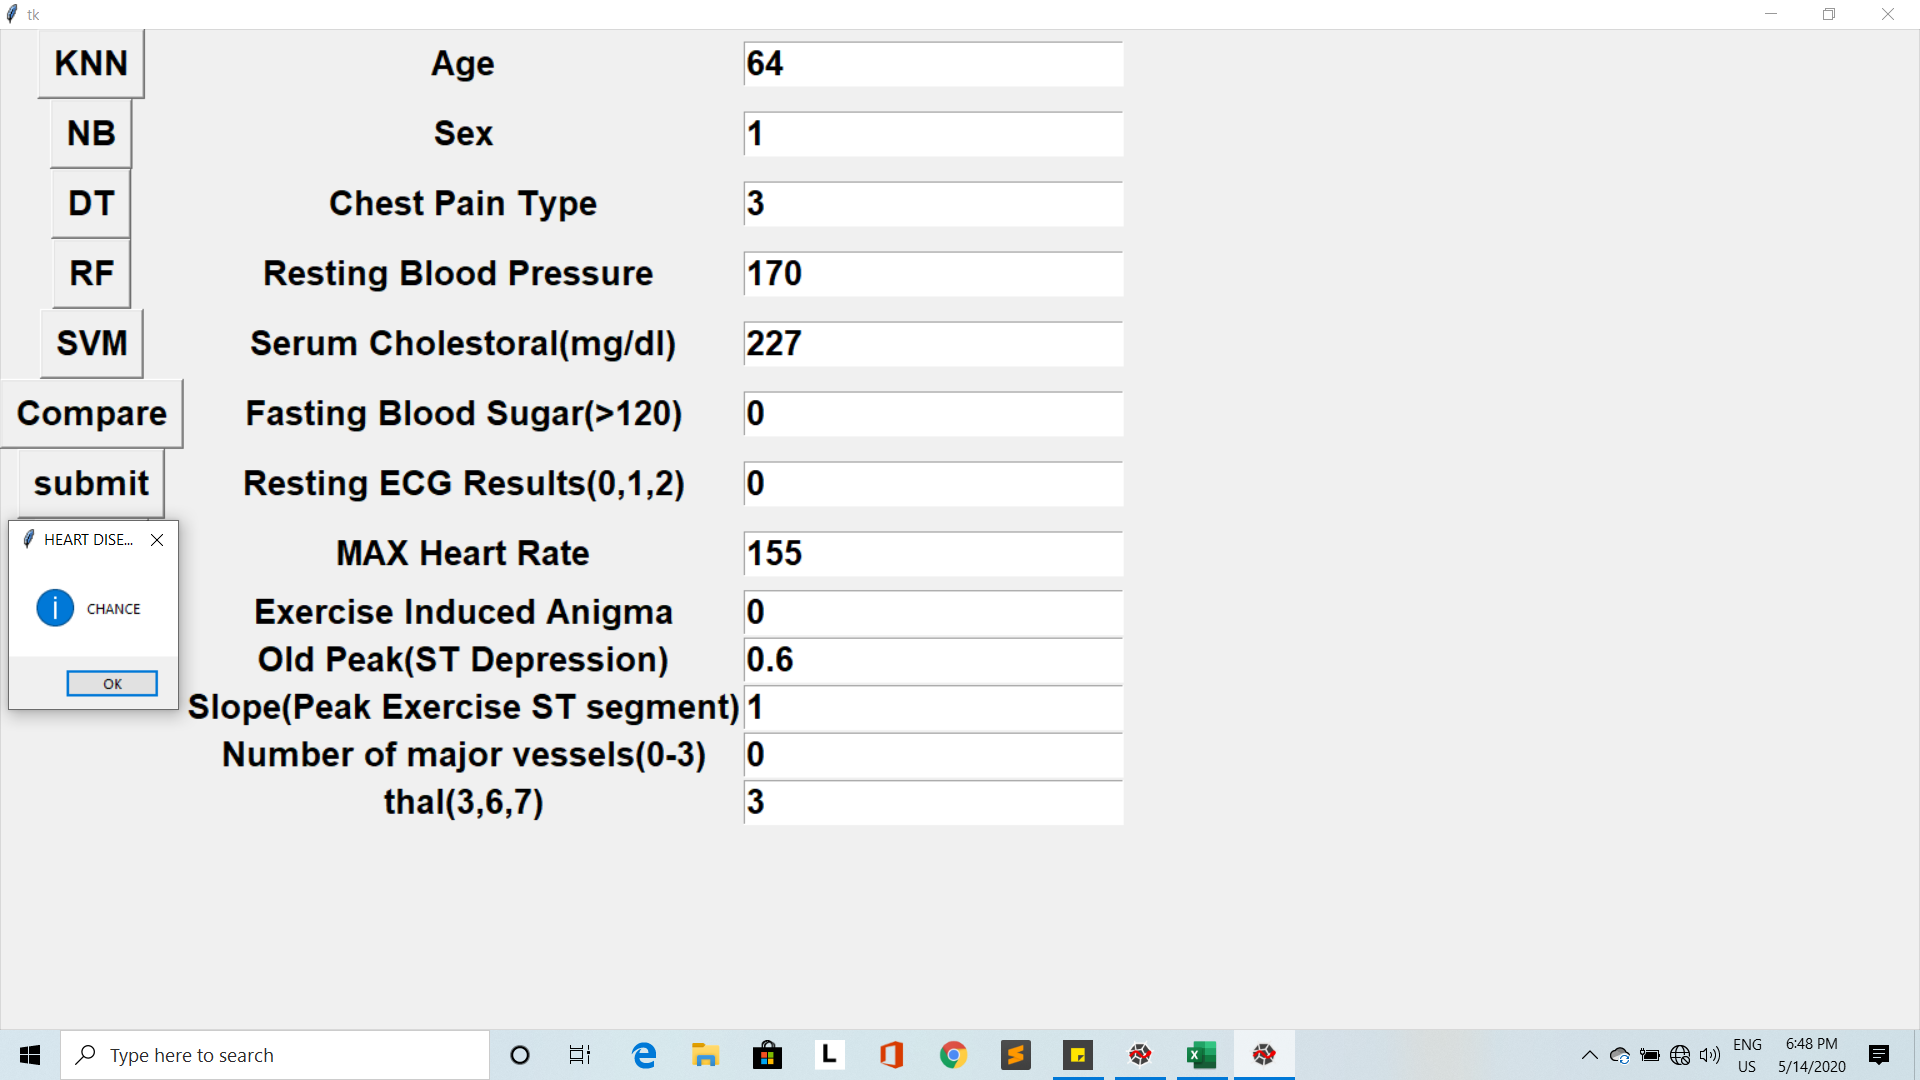 tk
KNN Age 64
NB Sex 1
DT Chest Pain Type 3
RF Resting Blood Pressure 170
SVM Serum Cholestoral(mg/dl) 227
Compare Fasting Blood Sugar(>120) 0
submit Resting ECG Results(0,1,2) 0
HEART DISE...
MAX Heart Rate 155
CHANCE
Exercise Induced Anigma 0
Old Peak(ST Depression) 0.6
OK
Slope(Peak Exercise ST segment) 1
Number of major vessels(0-3) 0
thal(3,6,7) 3
Type here to search
L
ENG
US
6:48 PM
5/14/2020